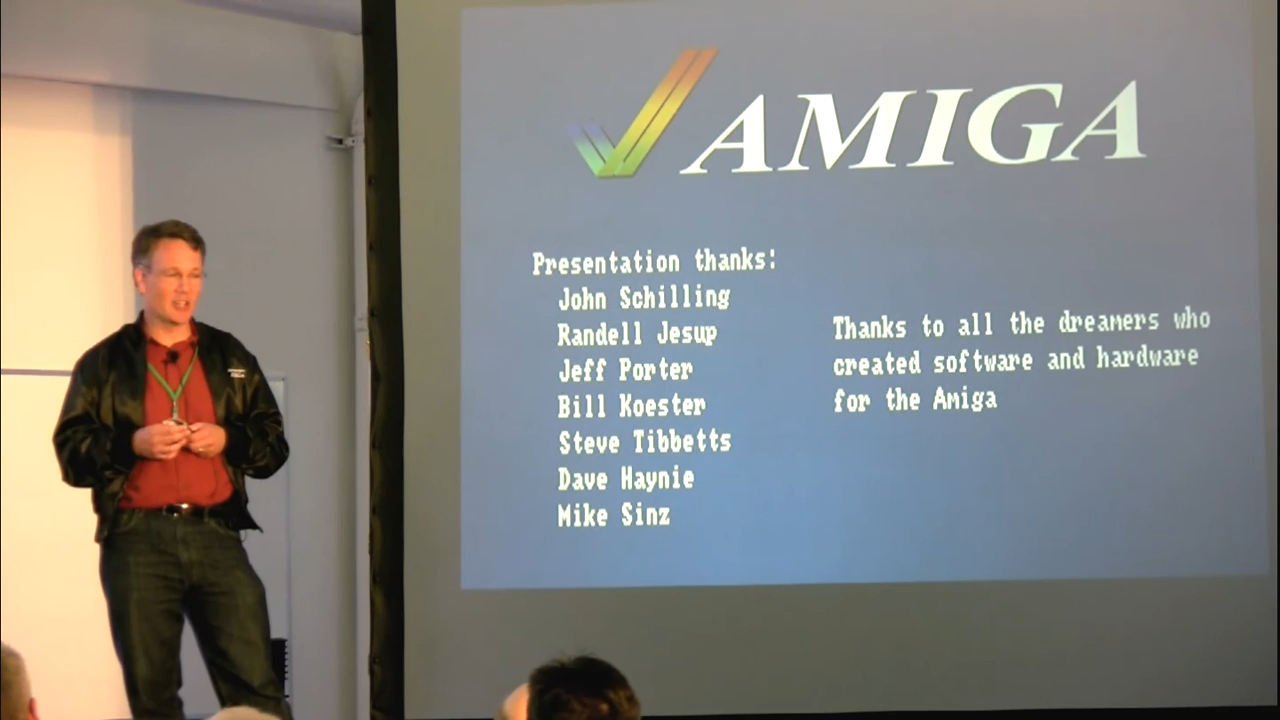 AMIGA
Presentation thanks:
John Schilling
Randell Jesup
Jeff Porter
Bill Koester
Steve Tibbetts
Dave Haynie
Mike Sinz
Thanks to all the dreamers who
created software and hardware
for the Amiga